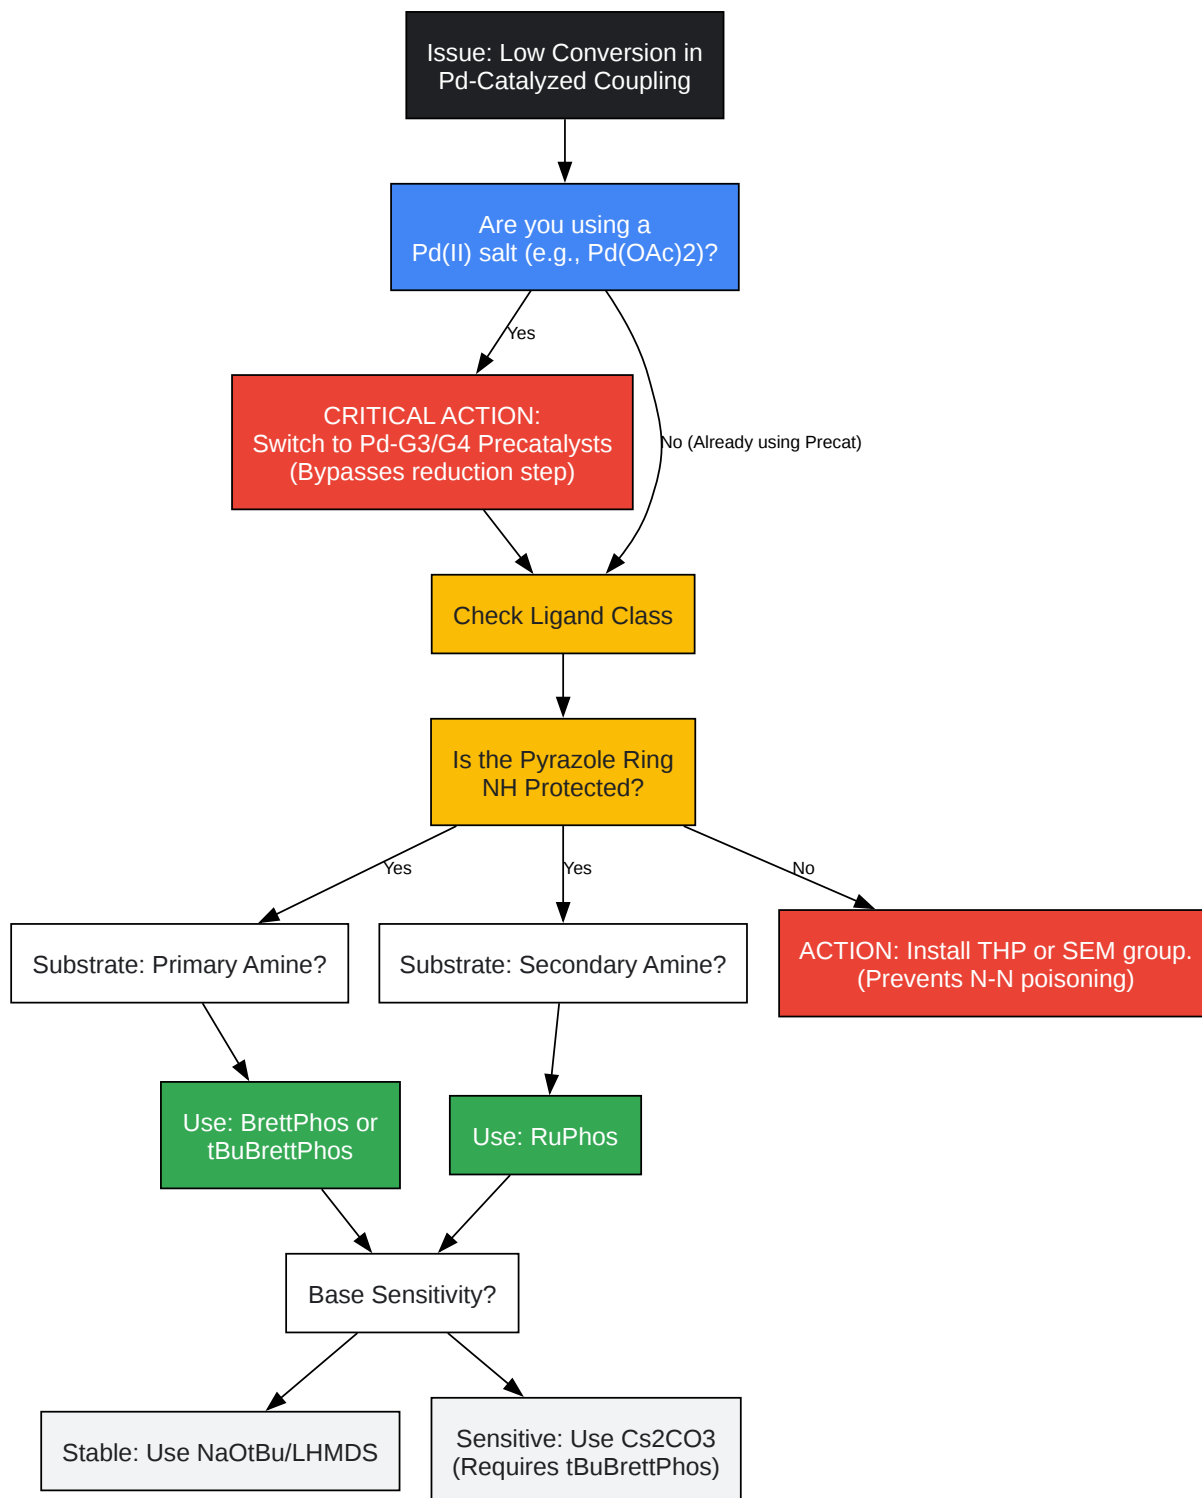 Issue: Low Conversion in
Pd-Catalyzed Coupling
Are you using a
Pd(II) salt (e.g., Pd(OAc)2)?
Yes
CRITICAL ACTION:
Switch to Pd-G3/G4 Precatalysts
(Bypasses reduction step)
No (Already using Precat)
Check Ligand Class
Is the Pyrazole Ring
NH Protected?
Yes
Yes
No
Substrate: Primary Amine?
Substrate: Secondary Amine?
ACTION: Install THP or SEM group.
(Prevents N-N poisoning)
Use: BrettPhos or
tBuBrettPhos
Use: RuPhos
Base Sensitivity?
Stable: Use NaOtBu/LHMDS
Sensitive: Use Cs2CO3
(Requires tBuBrettPhos)